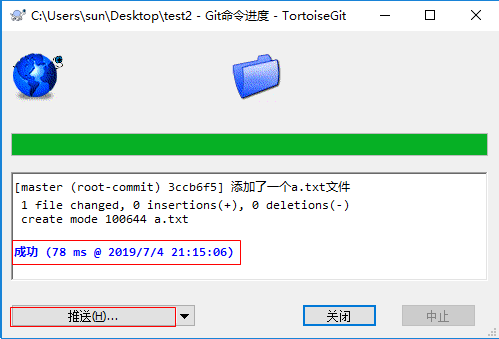 C:\Users\sun\Desktop\test2 - Git命令进度 - TortoiseGit
[master (root-commit) 3ccb6f5] 添加了一个a.txt文件
1 file changed, 0 insertions(+), 0 deletions(-)
create mode 100644 a.txt
成功 (78 ms @ 2019/7/4 21:15:06)
推送(H)...
关闭
中止